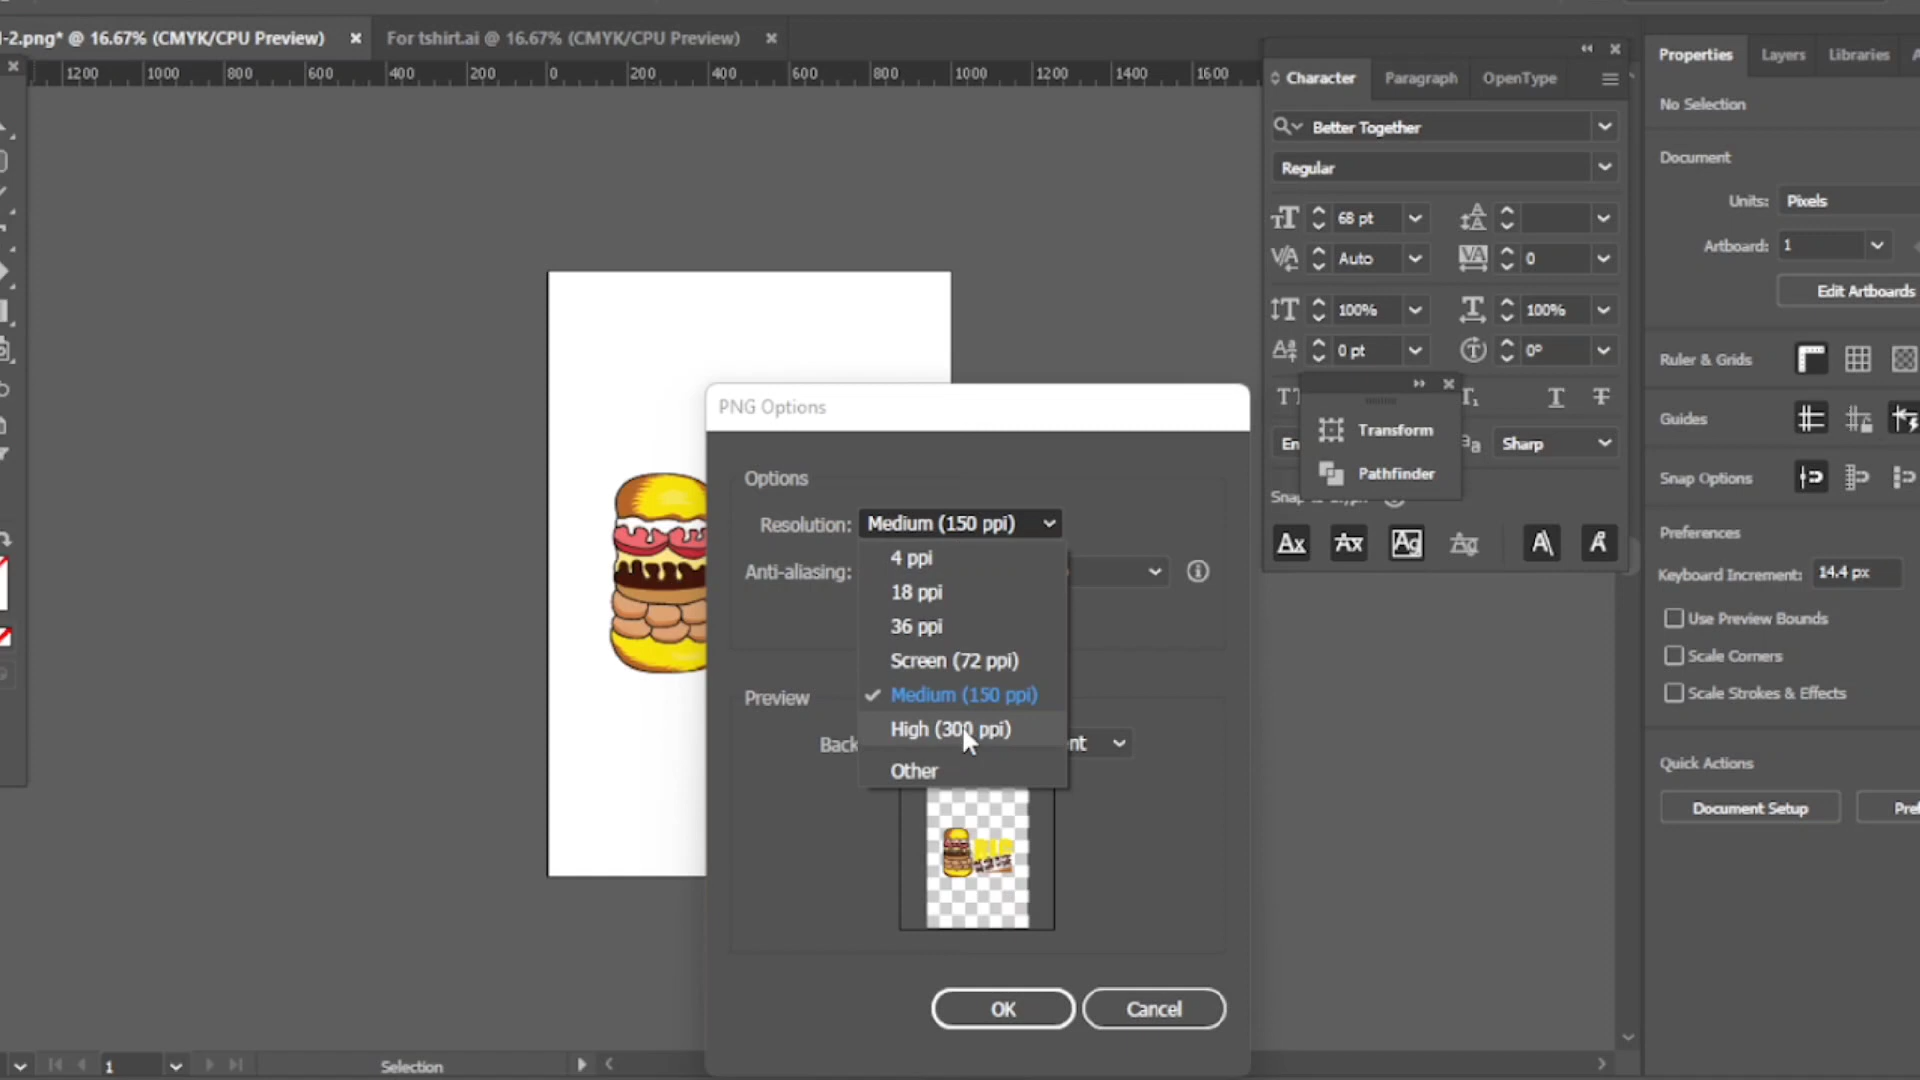 l-2.png* @ 16.67% (CMYK/CPU Preview)
For tshirt.ai @ 16.67% (CMYK/CPU Preview)
1200 1000 800 600 400 200 0 200 400 600 800 1000 1200 1400 1600
Character
Paragraph
OpenType
Better Together
Regular
68 pt
Auto
0
100%
100%
0 pt
0°
En
Sharp
Transform
Pathfinder
Properties
Layers
Libraries
No Selection
Document
Units:
Pixels
Artboard:
1
Edit Artboards
Ruler & Grids
Guides
Snap Options
Preferences
Keyboard Increment:
14.4 px
Use Preview Bounds
Scale Corners
Scale Strokes & Effects
Quick Actions
Document Setup
Pref
PNG Options
Options
Resolution:
Medium (150 ppi)
Anti-aliasing:
4 ppi
18 ppi
36 ppi
Screen (72 ppi)
Medium (150 ppi)
High (300 ppi)
Other
Preview
Back
nt
OK
Cancel
1
Selection